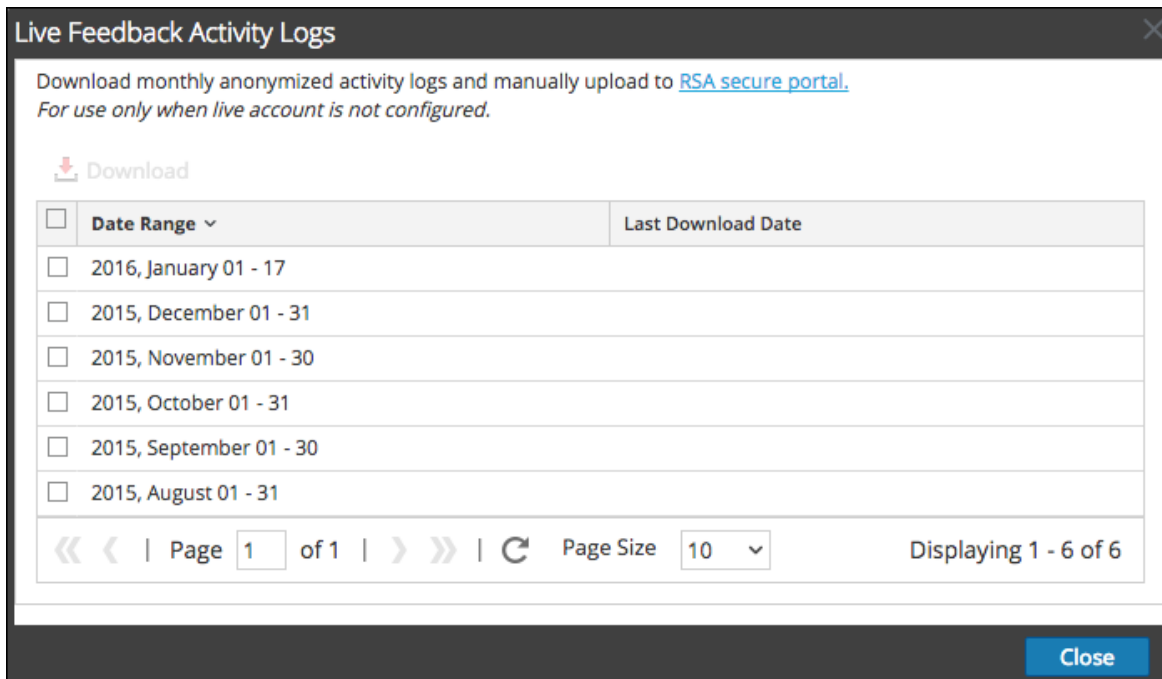 Live Feedback Activity Logs
Download monthly anonymized activity logs and manually upload to RSA secure portal.
For use only when live account is not configured.
Download
Date Range Last Download Date
2016, January 01 - 17
2015, December 01 - 31
2015, November 01 - 30
2015, October 01 - 31
2015, September 01 - 30
2015, August 01 - 31
| Page 1 of 1 | | Page Size 10 Displaying 1 - 6 of 6
Close